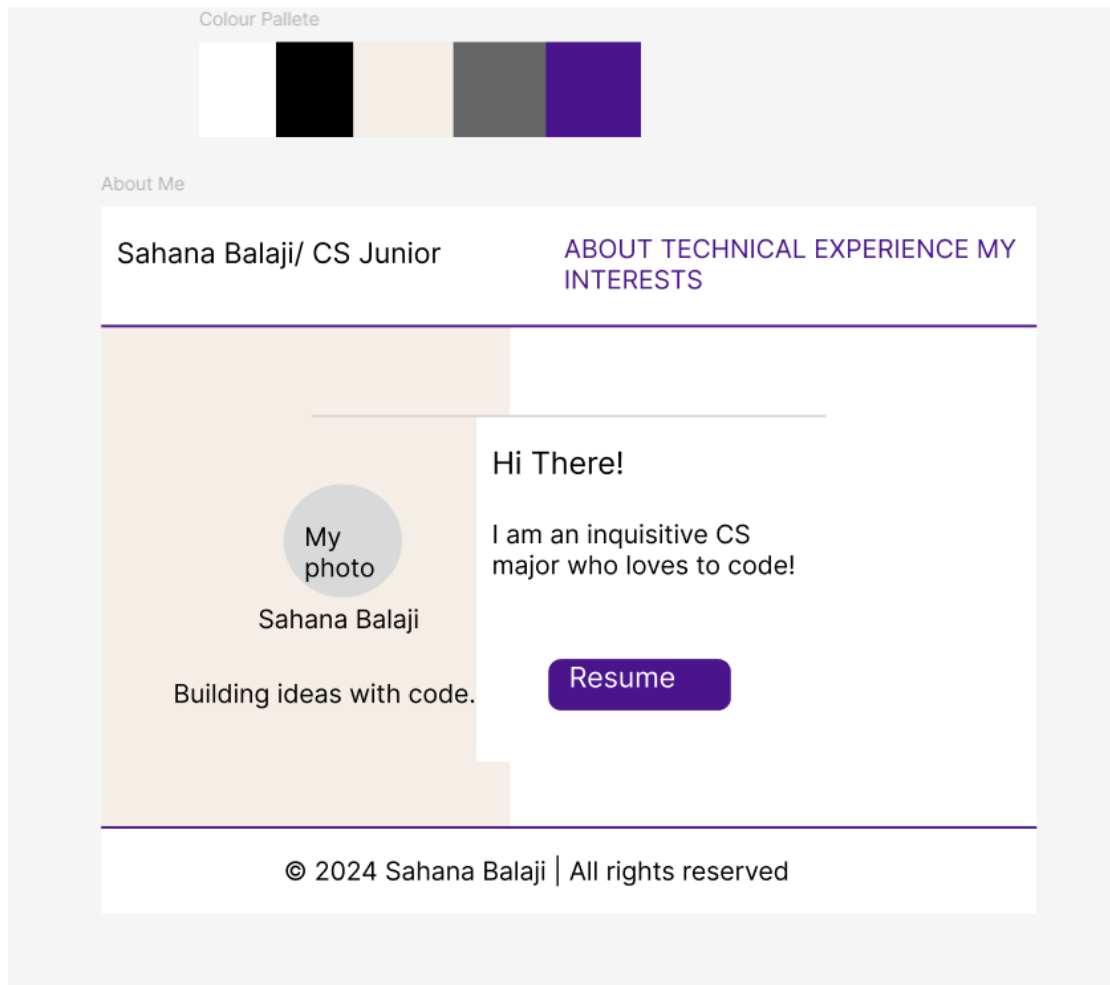 Colour Pallete
About Me
Sahana Balaji/ CS Junior
ABOUT TECHNICAL EXPERIENCE MY
INTERESTS
Hi There!
I am an inquisitive CS
major who loves to code!
My
photo
Sahana Balaji
Building ideas with code.
Resume
© 2024 Sahana Balaji | All rights reserved